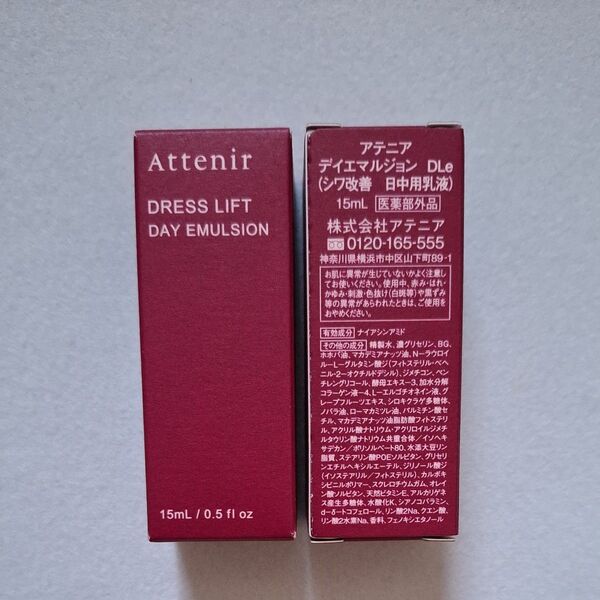 Attenir
DRESS LIFT
DAY EMULSION
15mL / 0.5 fl oz
アテニア
デイエマルジョン DLe
(シワ改善 日中用乳液)
15mL 医薬部外品
株式会社アテニア
0120-165-555
神奈川県横浜市中区山下町89-1
お肌に異常が生じていないかよく注意し
てお使いください。使用中、赤み・はれ・
かゆみ・刺激・色抜け(白斑等)や黒ずみ
等の異常があらわれたときは、ご使用を
おやめください。
有効成分 ナイアシンアミド
その他の成分 精製水、濃グリセリン、BG、
ホホバ油、マカデミアナッツ油、N-ラウロイ
ル-L-グルタミン酸ジ(フィトステリル・ベヘ
ニル・2-オクチルドデシル)、ジメチコン、ペン
チレングリコール、酵母エキス-3、加水分解
コラーゲン液-4、L-エルゴチオネイン液、グ
レープフルーツエキス、シロキクラゲ多糖体、
ノバラ油、ローマカミツレ油、パルミチン酸セ
チル、マカデミアナッツ油脂肪酸フィトステリ
ル、アクリル酸ナトリウム・アクリロイルジメチ
ルタウリン酸ナトリウム共重合体/イソヘキ
サデカン/ポリソルベート80、水添大豆リン
脂質、ステアリン酸POEソルビタン、グリセリ
ンエチルヘキシルエーテル、ダイマージリノール酸ジ
(イソステアリル/フィトステリル)、カルボキ
シビニルポリマー、スクレロチウムガム、オレイ
ン酸ソルビタン、天然ビタミンE、アルカリゲネ
ス産生多糖体、水酸化K、シアノコバラミン、
d-δ-トコフェロール、リン酸2Na、クエン酸、
リン酸2水素Na、香料、フェノキシエタノール